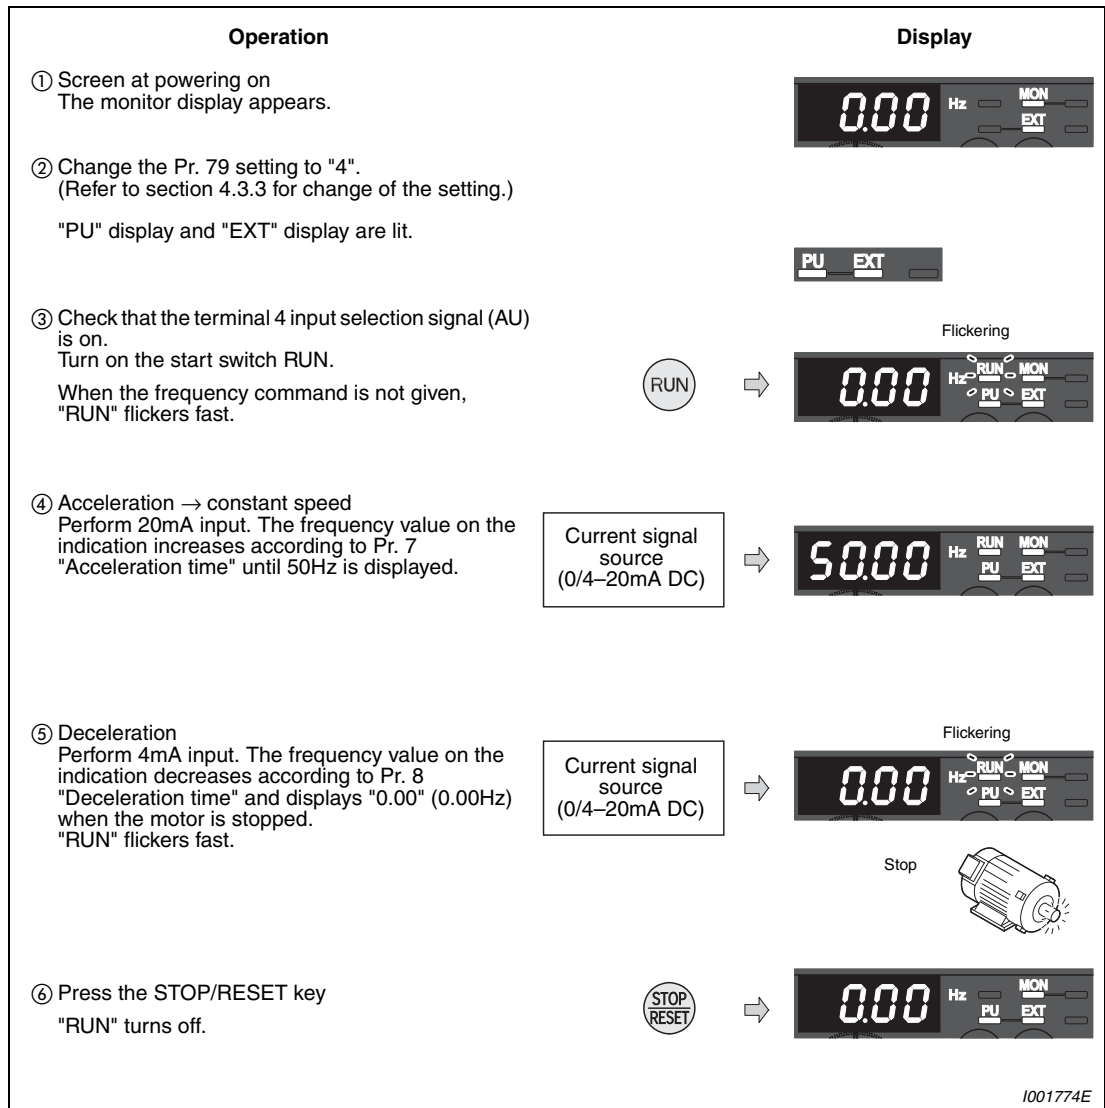 Operation
Display
① Screen at powering on
The monitor display appears.
0.00 Hz MON
EXT
② Change the Pr. 79 setting to "4".
(Refer to section 4.3.3 for change of the setting.)
"PU" display and "EXT" display are lit.
PU EXT
③ Check that the terminal 4 input selection signal (AU)
is on.
Turn on the start switch RUN.
When the frequency command is not given,
"RUN" flickers fast.
RUN
Flickering
0.00 Hz RUN MON
PU EXT
④ Acceleration → constant speed
Perform 20mA input. The frequency value on the
indication increases according to Pr. 7
"Acceleration time" until 50Hz is displayed.
Current signal
source
(0/4–20mA DC)
50.00 Hz RUN MON
PU EXT
⑤ Deceleration
Perform 4mA input. The frequency value on the
indication decreases according to Pr. 8
"Deceleration time" and displays "0.00" (0.00Hz)
when the motor is stopped.
"RUN" flickers fast.
Current signal
source
(0/4–20mA DC)
Flickering
0.00 Hz RUN MON
PU EXT
Stop
⑥ Press the STOP/RESET key
"RUN" turns off.
STOP
RESET
0.00 Hz MON
PU EXT
I001774E